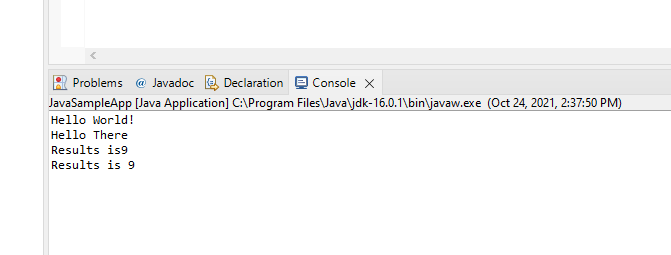 Problems @ Javadoc Declaration Console
JavaSampleApp [Java Application] C:\Program Files\Java\jdk-16.0.1\bin\javaw.exe (Oct 24, 2021, 2:37:50 PM)
Hello World!
Hello There
Results is9
Results is 9